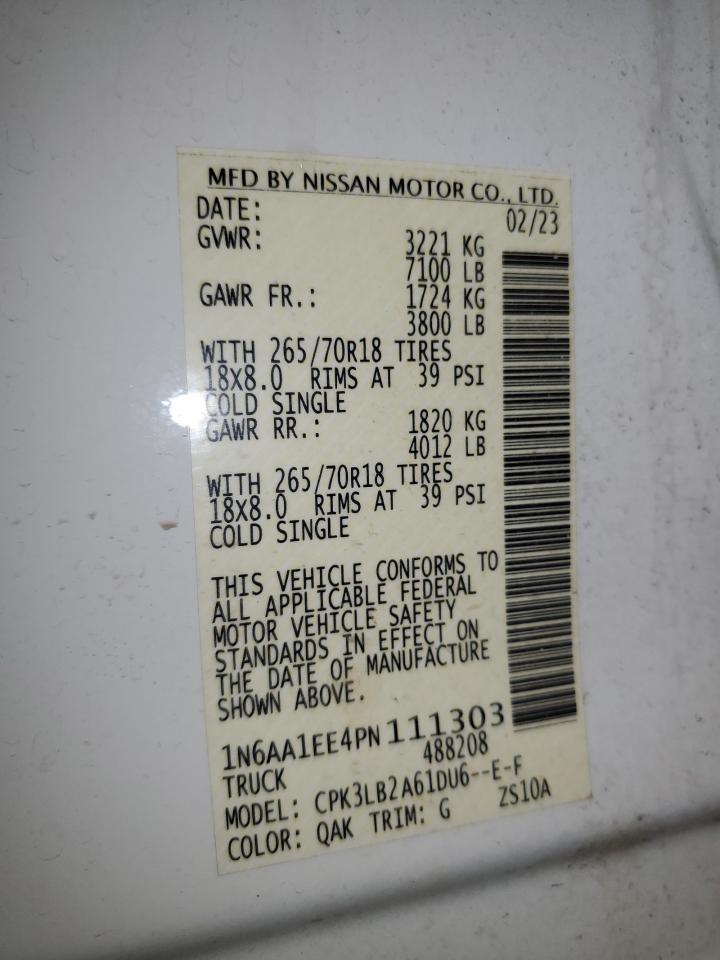 MFD BY NISSAN MOTOR CO., LTD.
DATE: 02/23
GVWR: 3221 KG
7100 LB
GAWR FR.: 1724 KG
3800 LB
WITH 265/70R18 TIRES
18X8.0 RIMS AT 39 PSI
COLD SINGLE
GAWR RR.: 1820 KG
4012 LB
WITH 265/70R18 TIRES
18X8.0 RIMS AT 39 PSI
COLD SINGLE
THIS VEHICLE CONFORMS TO
ALL APPLICABLE FEDERAL
MOTOR VEHICLE SAFETY
STANDARDS IN EFFECT ON
THE DATE OF MANUFACTURE
SHOWN ABOVE.
1N6AA1EE4PN111303
TRUCK 488208
MODEL: CPK3LB2A61DU6--E-F
COLOR: QAK TRIM: G ZS10A